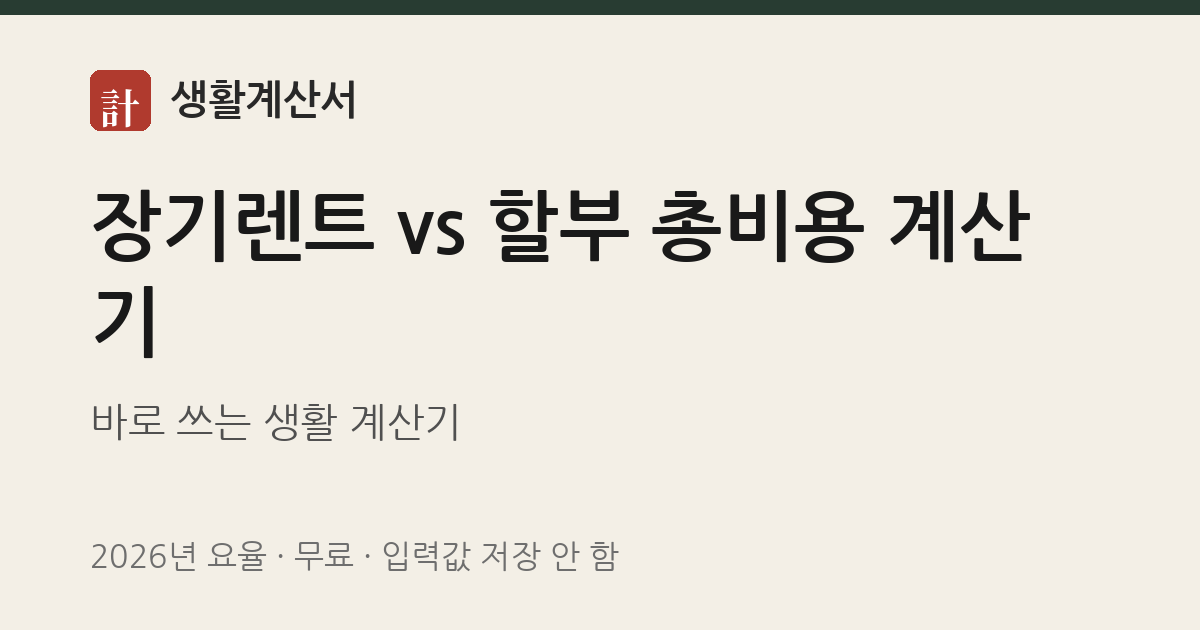 計 생활계산서
장기렌트 vs 할부 총비용 계산
기
바로 쓰는 생활 계산기
2026년 요율 · 무료 · 입력값 저장 안 함